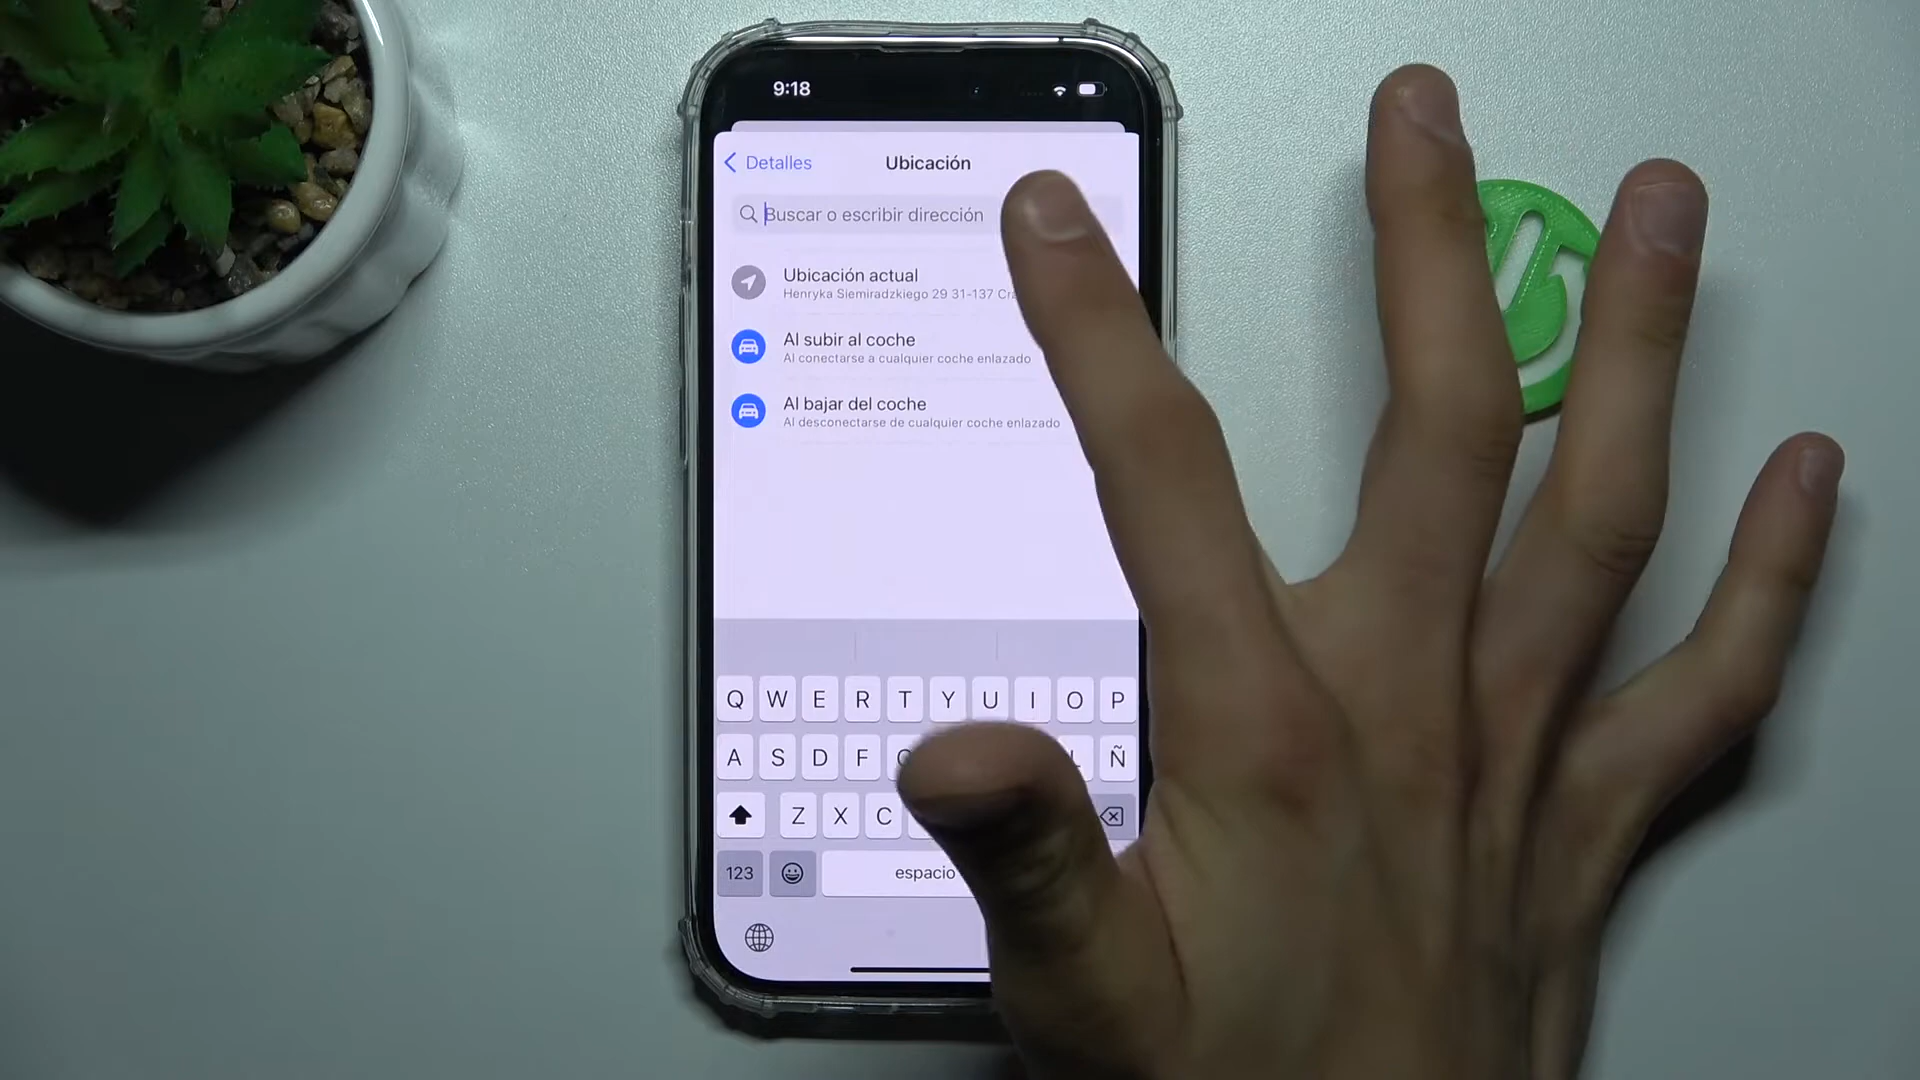 9:18
Detalles
Ubicación
Buscar o escribir dirección
Ubicación actual
Henryka Siemiradzkiego 29 31-137
Al subir al coche
Al conectarse a cualquier coche enlazado
Al bajar del coche
Al desconectarse de cualquier coche enlazado
Q W E R T Y U I O P
A S D F Ñ
Z X C
123
espacio